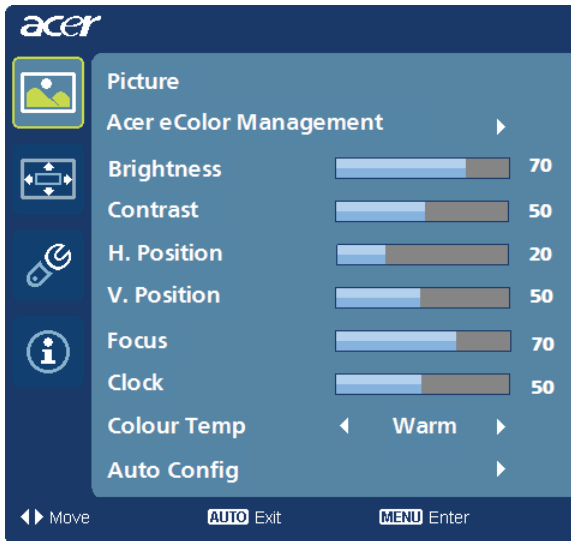 acer
Picture
Acer eColor Management
Brightness 70
Contrast 50
H. Position 20
V. Position 50
Focus 70
Clock 50
Colour Temp Warm
Auto Config
Move AUTO Exit MENU Enter